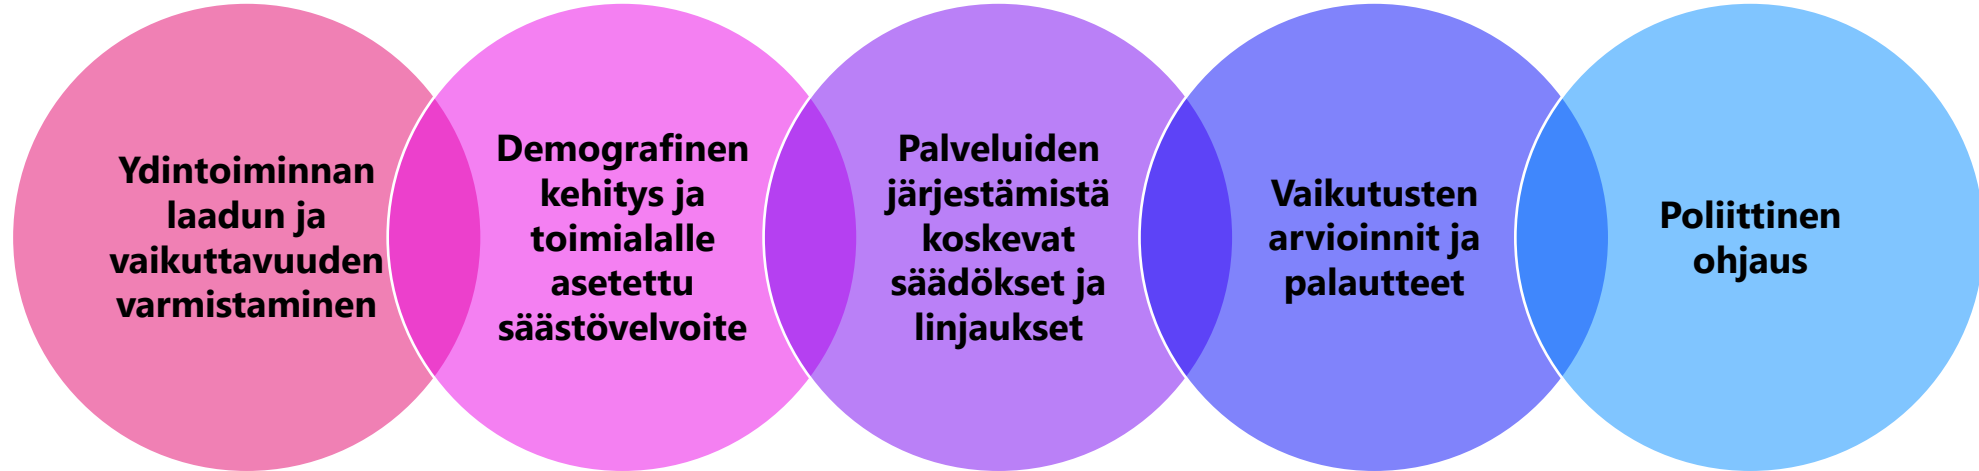 Ydintoiminnan
laadun ja
vaikuttavuuden
varmistaminen
Demografinen
kehitys ja
toimialalle
asetettu
säästövelvoite
Palveluiden
järjestämistä
koskevat
säädökset ja
linjaukset
Vaikutusten
arvioinnit ja
palautteet
Poliittinen
ohjaus